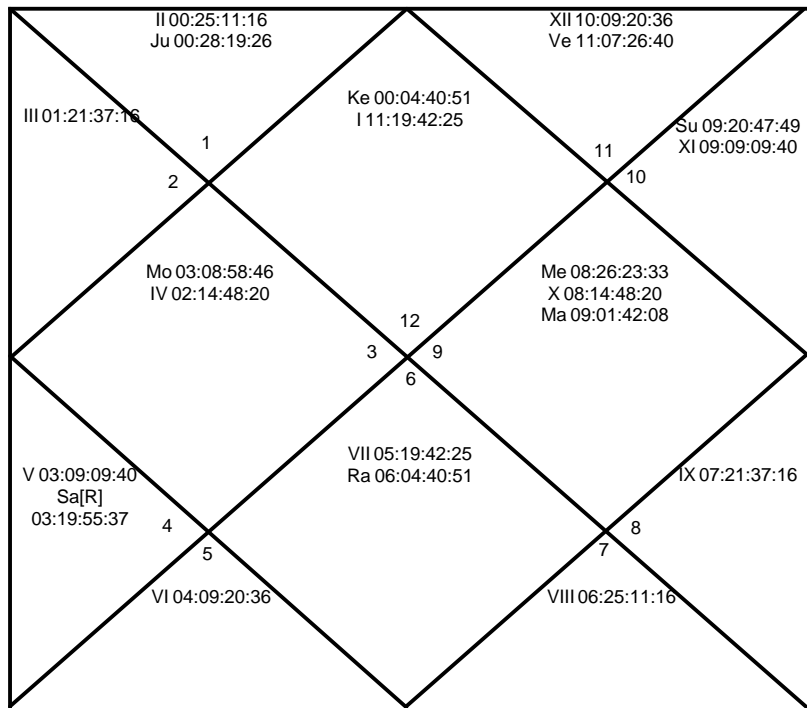 II 00:25:11:16
Ju 00:28:19:26
XII 10:09:20:36
Ve 11:07:26:40
Ke 00:04:40:51
I 11:19:42:25
III 01:21:37:16
Su 09:20:47:49
XI 09:09:09:40
1
11
2
10
Mo 03:08:58:46
IV 02:14:48:20
Me 08:26:23:33
X 08:14:48:20
Ma 09:01:42:08
12
3
9
6
VII 05:19:42:25
Ra 06:04:40:51
V 03:09:09:40
Sa[R]
03:19:55:37
IX 07:21:37:16
4
8
5
7
VI 04:09:20:36
VIII 06:25:11:16